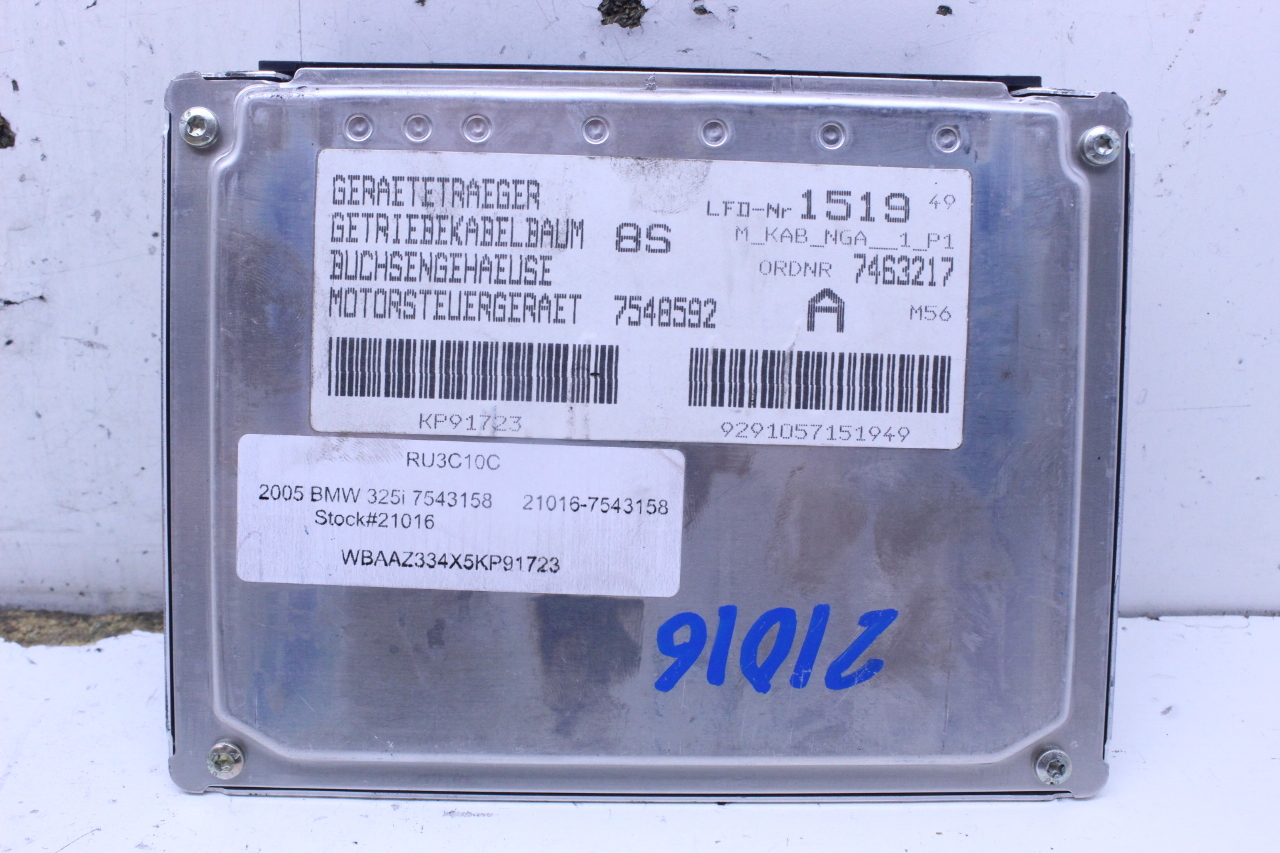 GERAETETRAEGER
GETRIEBEKABELBAUM 8S
BUCHSENGEHAEUSE
MOTORSTEUERGERAET 7548592
LFD-Nr 1519 49
M_KAB_NGA__1_P1
ORDNR 7463217
A M56
KP91723
9291057151949
RU3C10C
2005 BMW 325i 7543158 21016-7543158
Stock#21016
WBAAZ334X5KP91723
21016